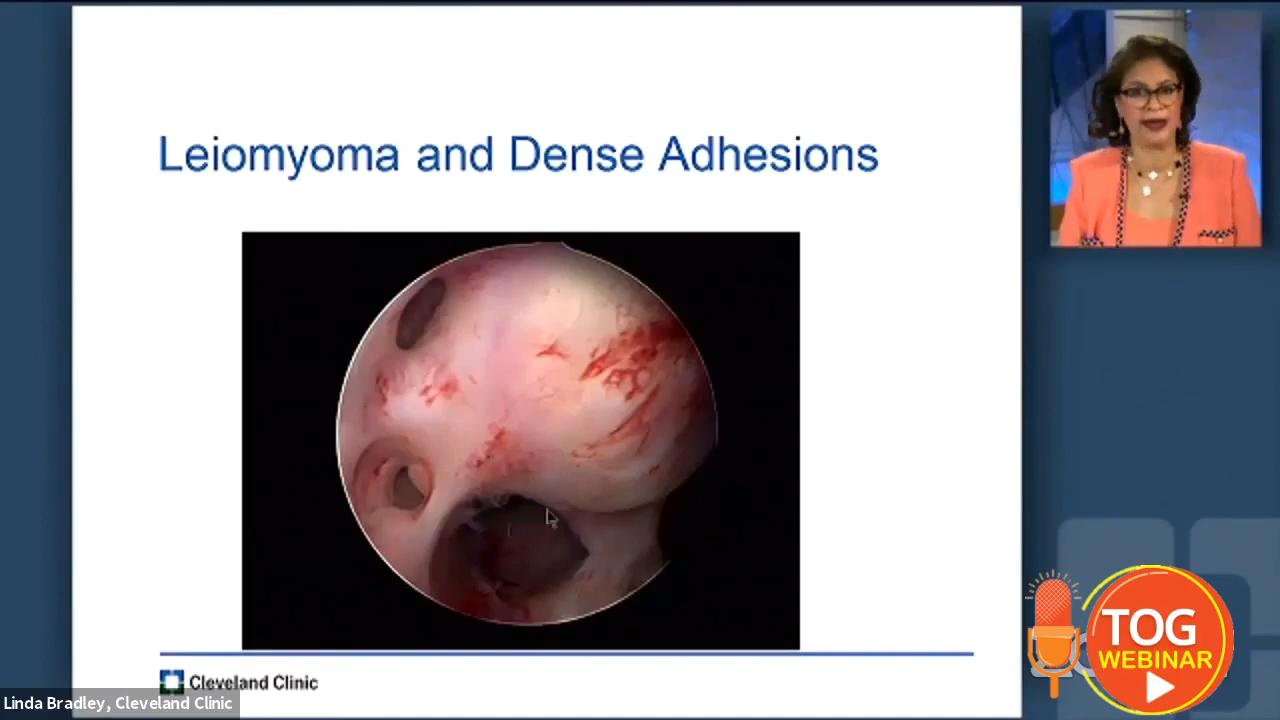 Leiomyoma and Dense Adhesions
Cleveland Clinic
Linda Bradley, Cleveland Clinic
TOG
WEBINAR